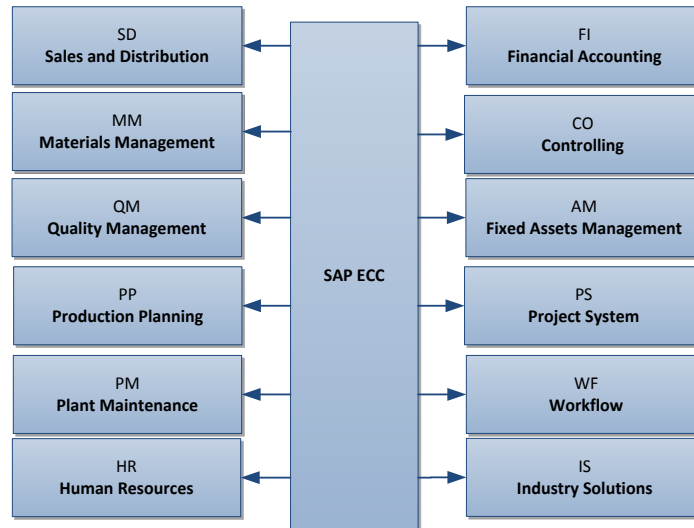 SD
Sales and Distribution
MM
Materials Management
QM
Quality Management
PP
Production Planning
PM
Plant Maintenance
HR
Human Resources
SAP ECC
FI
Financial Accounting
CO
Controlling
AM
Fixed Assets Management
PS
Project System
WF
Workflow
IS
Industry Solutions